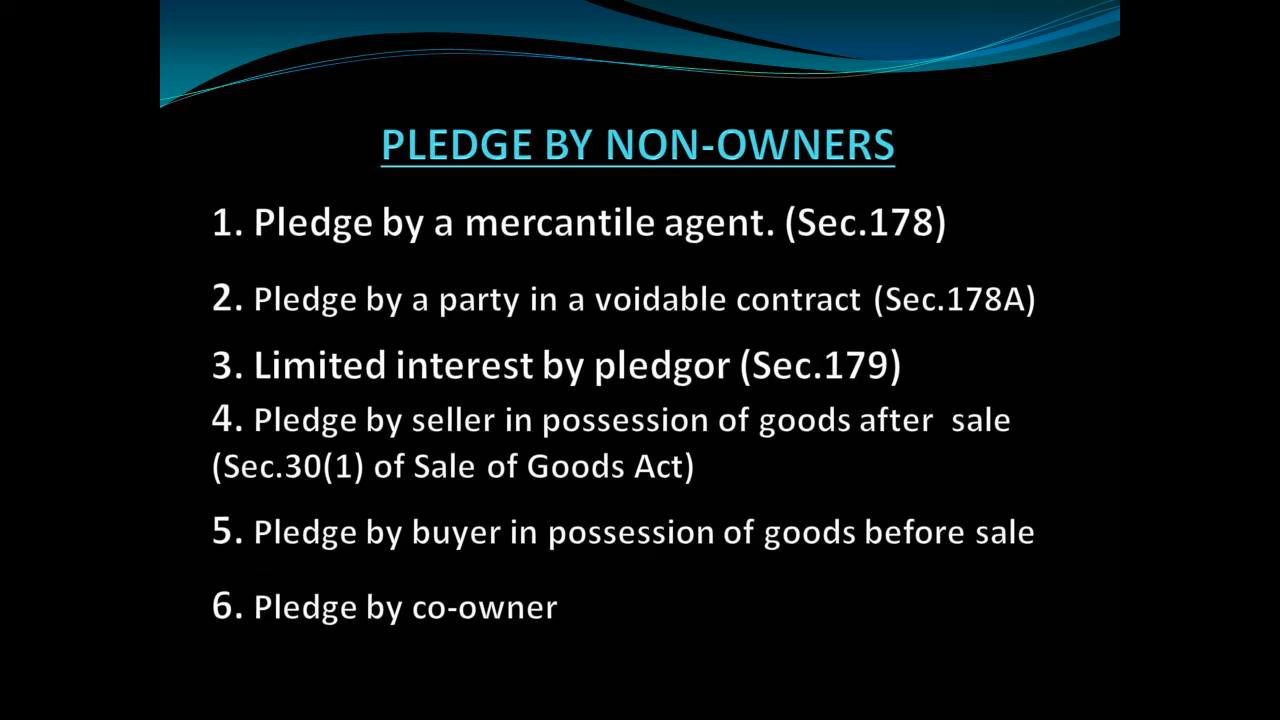 PLEDGE BY NON-OWNERS
1. Pledge by a mercantile agent. (Sec.178)
2. Pledge by a party in a voidable contract (Sec.178A)
3. Limited interest by pledgor (Sec.179)
4. Pledge by seller in possession of goods after  sale
(Sec.30(1) of Sale of Goods Act)
5. Pledge by buyer in possession of goods before sale
6. Pledge by co-owner